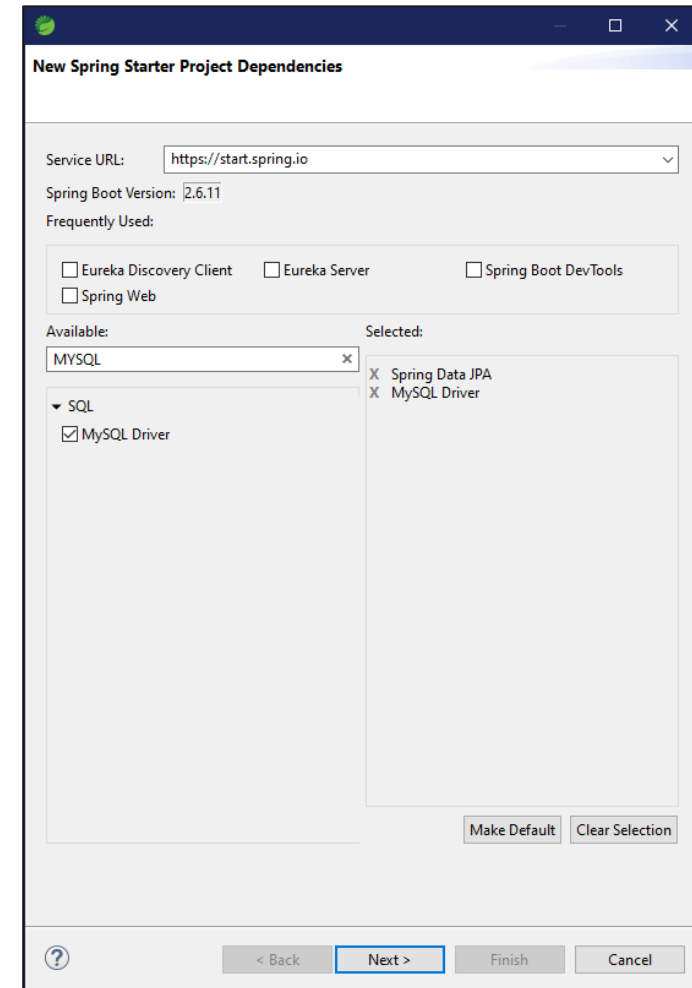 New Spring Starter Project Dependencies
Service URL: https://start.spring.io
Spring Boot Version: 2.6.11
Frequently Used:
Eureka Discovery Client Eureka Server Spring Boot DevTools
Spring Web
Available: Selected:
MYSQL
X Spring Data JPA
X MySQL Driver
SQL
MySQL Driver
Make Default Clear Selection
? < Back Next > Finish Cancel